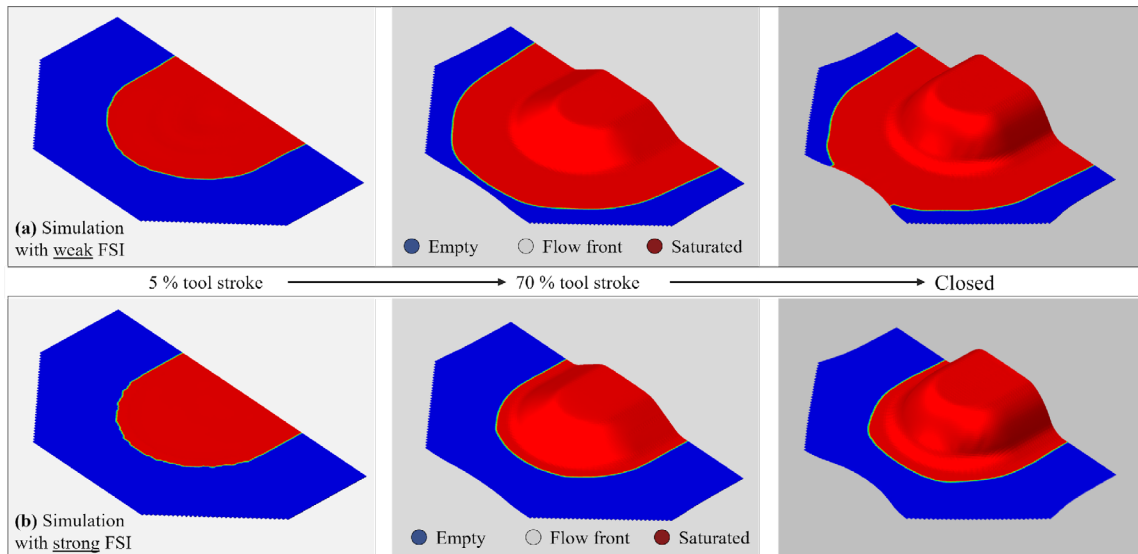 (a) Simulation
with weak FSI
Empty Flow front Saturated
5 % tool stroke 70 % tool stroke Closed
(b) Simulation
with strong FSI
Empty Flow front Saturated